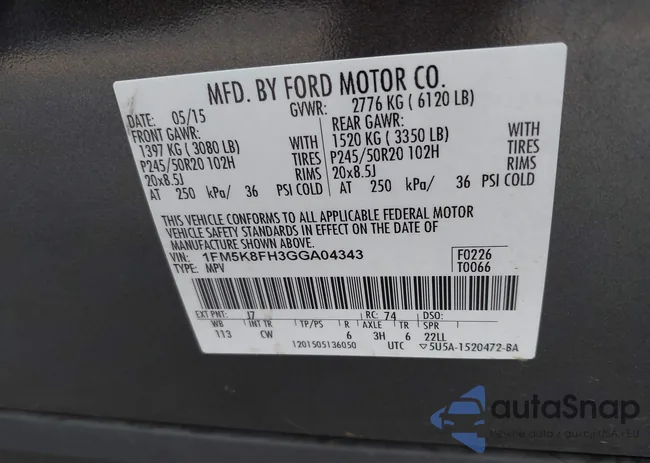 MFD. BY FORD MOTOR CO.
DATE: 05/15 GVWR: 2776 KG ( 6120 LB)
FRONT GAWR: REAR GAWR:
1397 KG ( 3080 LB) WITH 1520 KG ( 3350 LB) WITH
P245/50R20 102H TIRES P245/50R20 102H TIRES
20x8.5J RIMS 20x8.5J RIMS
AT 250 kPa/ 36 PSI COLD AT 250 kPa/ 36 PSI COLD
THIS VEHICLE CONFORMS TO ALL APPLICABLE FEDERAL MOTOR
VEHICLE SAFETY STANDARDS IN EFFECT ON THE DATE OF
MANUFACTURE SHOWN ABOVE.
VIN: 1FM5K8FH3GGA04343 F0226
TYPE: MPV T0066
EXT PNT: J7 RC: 74 DSO:
WB INT TR TP/PS R AXLE TR SPR
113 CW 6 3H 6 22LL
1201505136050 UTC ▽5U5A-1520472-BA
autaSnap